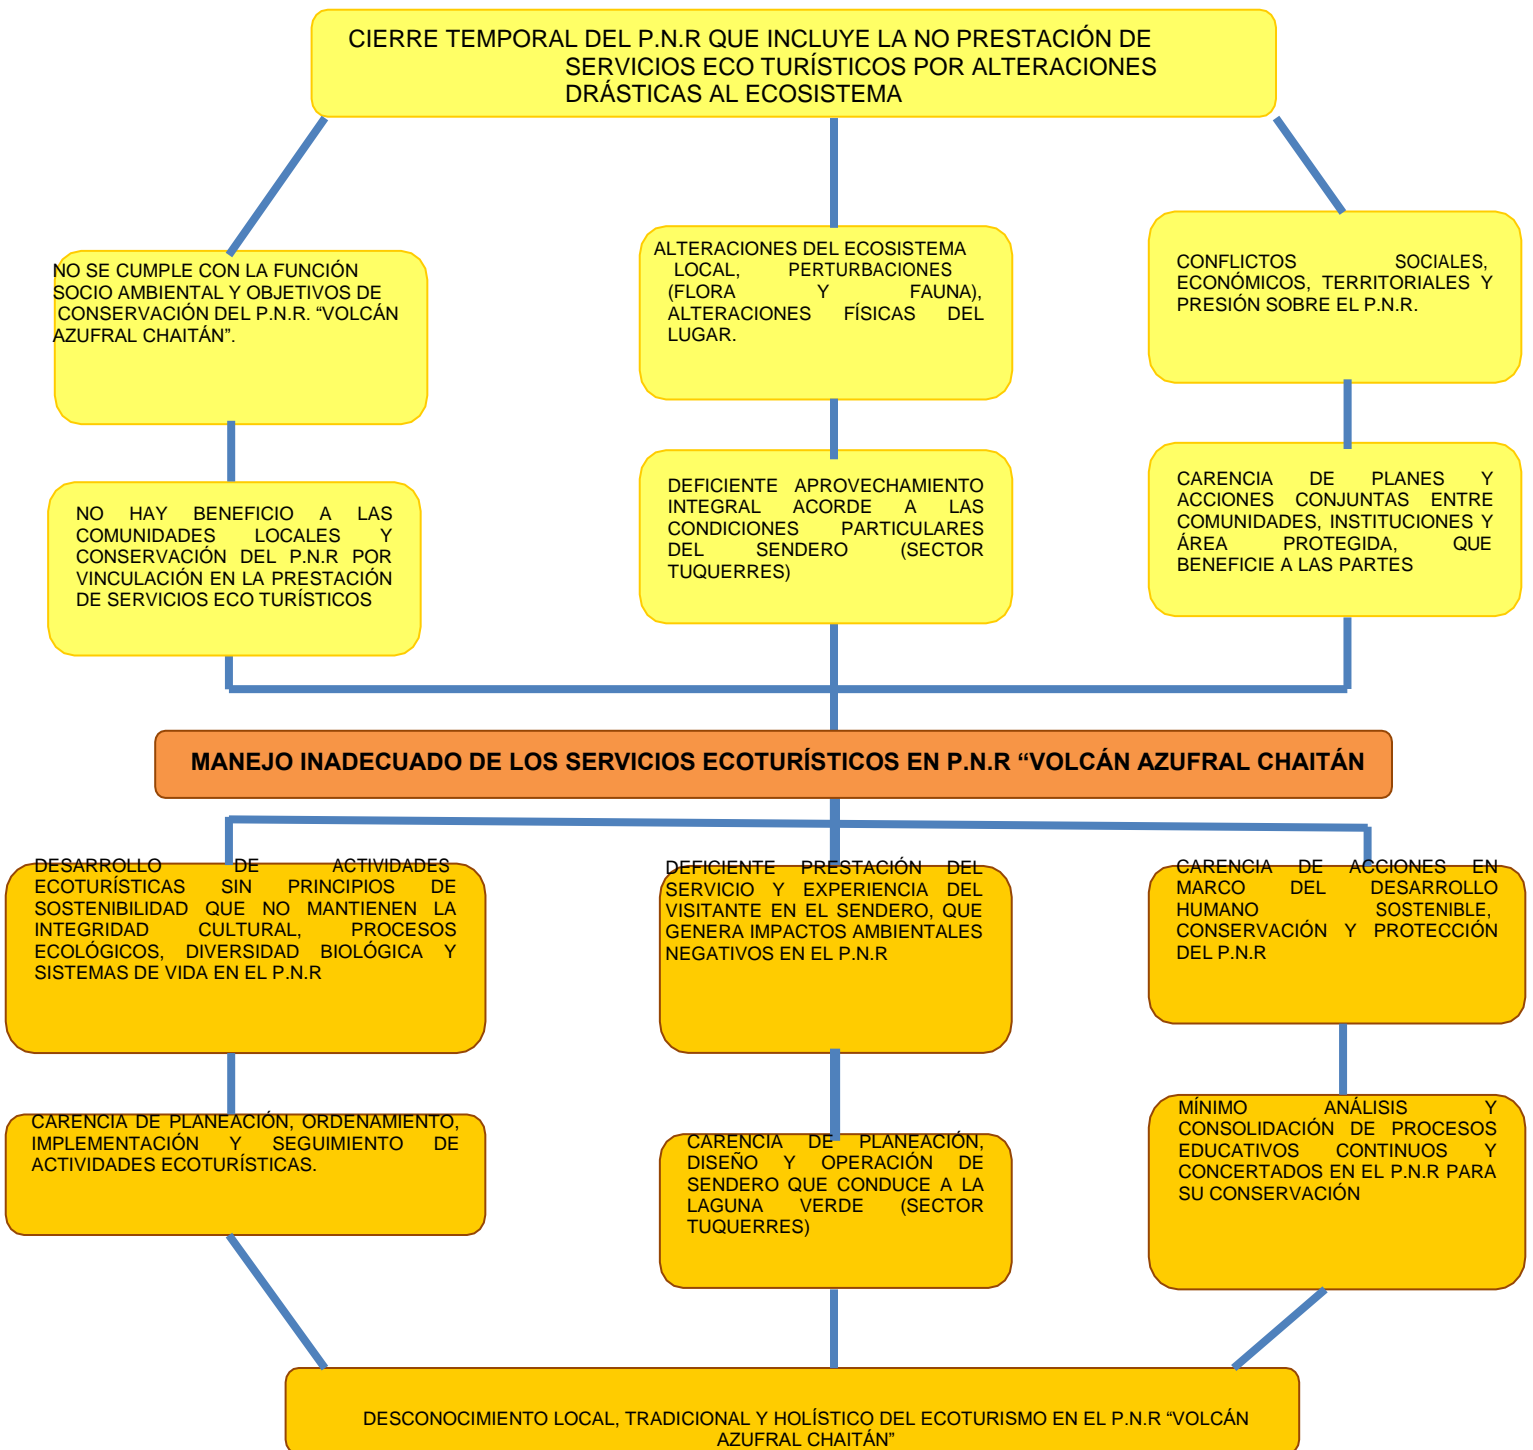 CIERRE TEMPORAL DEL P.N.R QUE INCLUYE LA NO PRESTACIÓN DE
SERVICIOS ECO TURÍSTICOS POR ALTERACIONES
DRÁSTICAS AL ECOSISTEMA
NO SE CUMPLE CON LA FUNCIÓN
SOCIO AMBIENTAL Y OBJETIVOS DE
CONSERVACIÓN DEL P.N.R. “VOLCÁN
AZUFRAL CHAITÁN”.
ALTERACIONES DEL ECOSISTEMA
LOCAL, PERTURBACIONES
(FLORA Y FAUNA),
ALTERACIONES FÍSICAS DEL
LUGAR.
CONFLICTOS SOCIALES,
ECONÓMICOS, TERRITORIALES Y
PRESIÓN SOBRE EL P.N.R.
NO HAY BENEFICIO A LAS
COMUNIDADES LOCALES Y
CONSERVACIÓN DEL P.N.R POR
VINCULACIÓN EN LA PRESTACIÓN
DE SERVICIOS ECO TURÍSTICOS
DEFICIENTE APROVECHAMIENTO
INTEGRAL ACORDE A LAS
CONDICIONES PARTICULARES
DEL SENDERO (SECTOR
TUQUERRES)
CARENCIA DE PLANES Y
ACCIONES CONJUNTAS ENTRE
COMUNIDADES, INSTITUCIONES Y
ÁREA PROTEGIDA, QUE
BENEFICIE A LAS PARTES
MANEJO INADECUADO DE LOS SERVICIOS ECOTURÍSTICOS EN P.N.R “VOLCÁN AZUFRAL CHAITÁN
DESARROLLO DE ACTIVIDADES
ECOTURÍSTICAS SIN PRINCIPIOS DE
SOSTENIBILIDAD QUE NO MANTIENEN LA
INTEGRIDAD CULTURAL, PROCESOS
ECOLÓGICOS, DIVERSIDAD BIOLÓGICA Y
SISTEMAS DE VIDA EN EL P.N.R
DEFICIENTE PRESTACIÓN DEL
SERVICIO Y EXPERIENCIA DEL
VISITANTE EN EL SENDERO, QUE
GENERA IMPACTOS AMBIENTALES
NEGATIVOS EN EL P.N.R
CARENCIA DE ACCIONES EN
MARCO DEL DESARROLLO
HUMANO SOSTENIBLE,
CONSERVACIÓN Y PROTECCIÓN
DEL P.N.R
CARENCIA DE PLANEACIÓN, ORDENAMIENTO,
IMPLEMENTACIÓN Y SEGUIMIENTO DE
ACTIVIDADES ECOTURÍSTICAS.
CARENCIA DE PLANEACIÓN,
DISEÑO Y OPERACIÓN DE
SENDERO QUE CONDUCE A LA
LAGUNA VERDE (SECTOR
TUQUERRES)
MÍNIMO ANÁLISIS Y
CONSOLIDACIÓN DE PROCESOS
EDUCATIVOS CONTINUOS Y
CONCERTADOS EN EL P.N.R PARA
SU CONSERVACIÓN
DESCONOCIMIENTO LOCAL, TRADICIONAL Y HOLÍSTICO DEL ECOTURISMO EN EL P.N.R “VOLCÁN
AZUFRAL CHAITÁN”